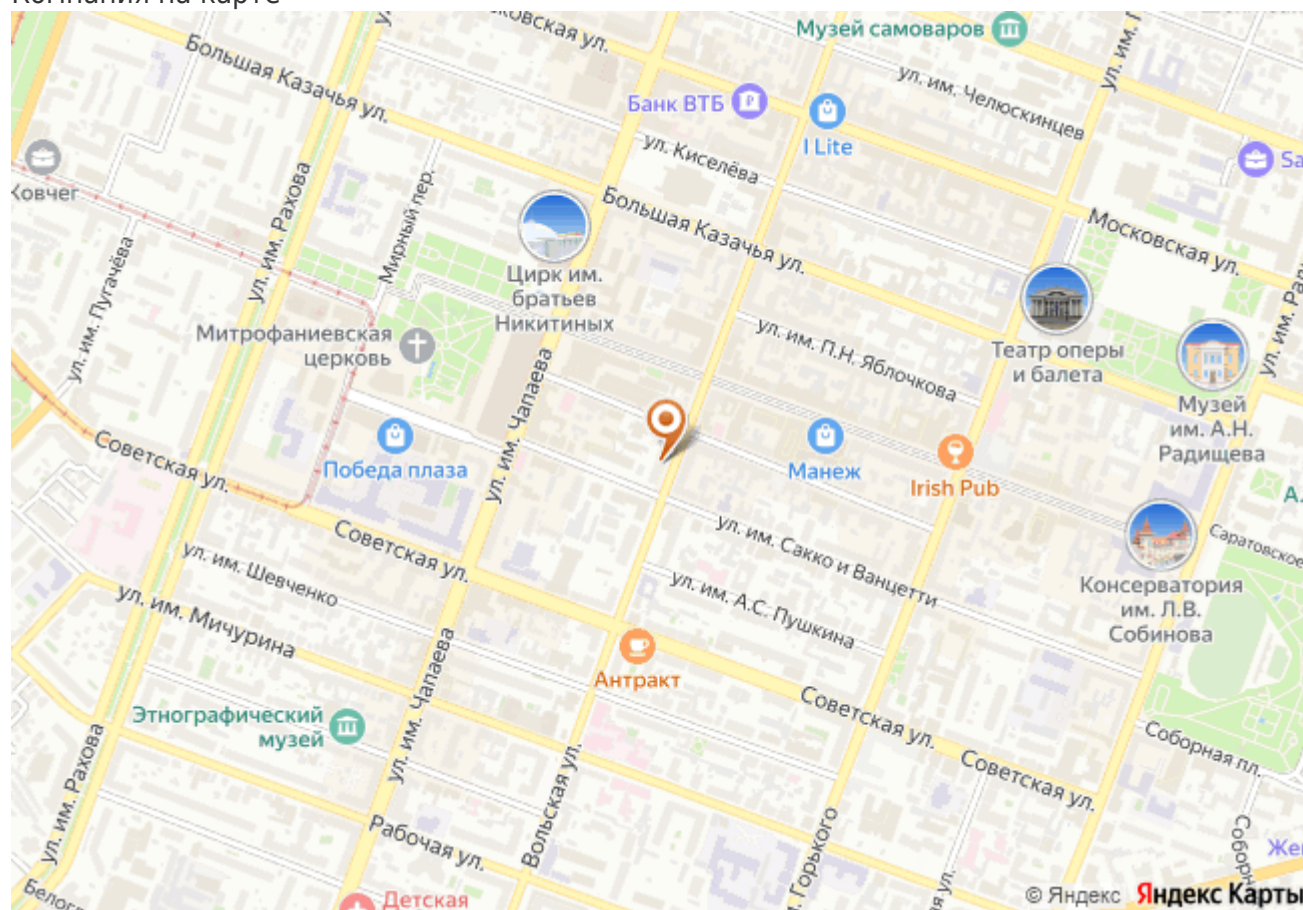 Компания на карте
Музей самоваров
Большая Казачья ул.
ул. им. Челюскинцев
Банк ВТБ
I Lite
ул. Киселёва
Ковчег
ул. им. Рахова
Мирный пер.
Большая Казачья ул.
Московская ул.
ул. им. Пугачёва
Цирк им.
братьев
Никитиных
Митрофаниевская
церковь
ул. им. П.Н. Яблочкова
Театр оперы
и балета
Музей
им. А.Н.
Радищева
ул. им. Чапаева
Советская ул.
Победа плаза
Манеж
Irish Pub
ул. им. Сакко и Ванцетти
Советская ул.
ул. им. Шевченко
ул. им. А.С. Пушкина
Консерватория
им. Л.В.
Собинова
ул. им. Мичурина
Антракт
ул. им. Чапаева
Этнографический
музей
Советская ул.
Советская ул.
Соборная пл.
ул. им. Рахова
Вольская ул.
Рабочая ул.
Горького
Детская
© Яндекс Яндекс Карты